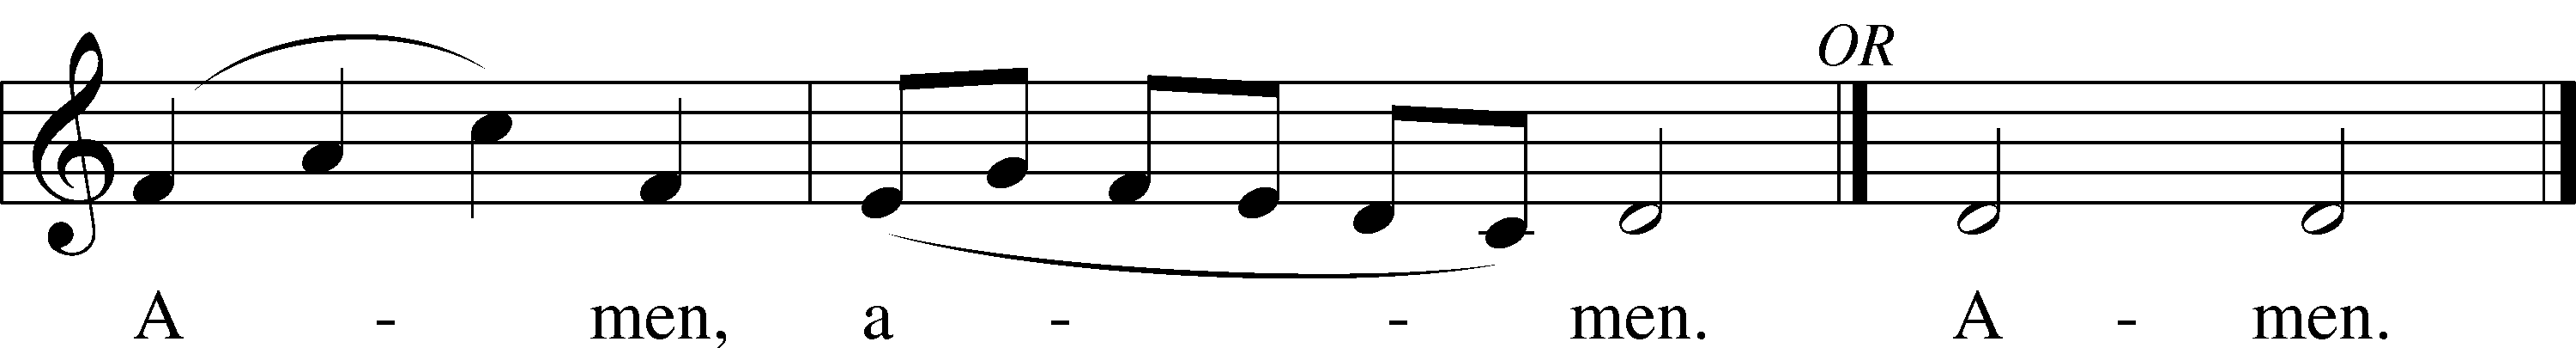 OR
A - men, a - - men. A - men.